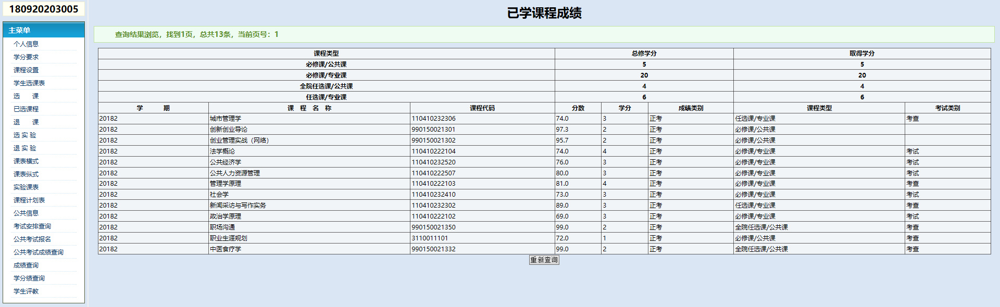 180920203005
主菜单
个人信息
学分要求
课程设置
学生选课表
选 课
已选课程
退 课
选 实 验
退 实 验
课表横式
课表纵式
实验课表
课程计划表
公共信息
考试安排查询
公共考试报名
公共考试成绩查询
成绩查询
学分绩查询
学生评教
已学课程成绩
查询结果浏览，找到1页，总共13条，当前页号：1
课程类型 总修学分 取得学分
必修课/公共课 5 5
必修课/专业课 20 20
全院任选课/公共课 4 4
任选课/专业课 6 6
学 期 课 程 名 称 课程代码 分数 学分 成绩类别 课程类型 考试类别
20182 城市管理学 110410232306 74.0 3 正考 任选课/专业课 考查
20182 创新创业导论 990150021301 97.3 2 正考 必修课/公共课
20182 创业管理实战（网络） 990150021302 95.7 2 正考 必修课/公共课
20182 法学概论 110410222104 74.0 4 正考 必修课/专业课 考试
20182 公共经济学 110410232520 76.0 3 正考 必修课/专业课 考试
20182 公共人力资源管理 110410222507 80.0 3 正考 必修课/专业课 考试
20182 管理学原理 110410222103 81.0 4 正考 必修课/专业课 考查
20182 社会学 110410232410 73.0 3 正考 必修课/专业课 考试
20182 新闻采访与写作实务 110410232302 89.0 3 正考 任选课/专业课 考查
20182 政治学原理 110410222102 69.0 3 正考 必修课/专业课 考试
20182 职场沟通 990150021350 99.0 2 正考 全院任选课/公共课 考查
20182 职业生涯规划 3110011101 72.0 1 正考 必修课/公共课 考查
20182 中医食疗学 990150021332 99.0 2 正考 全院任选课/公共课 考查
重新查询